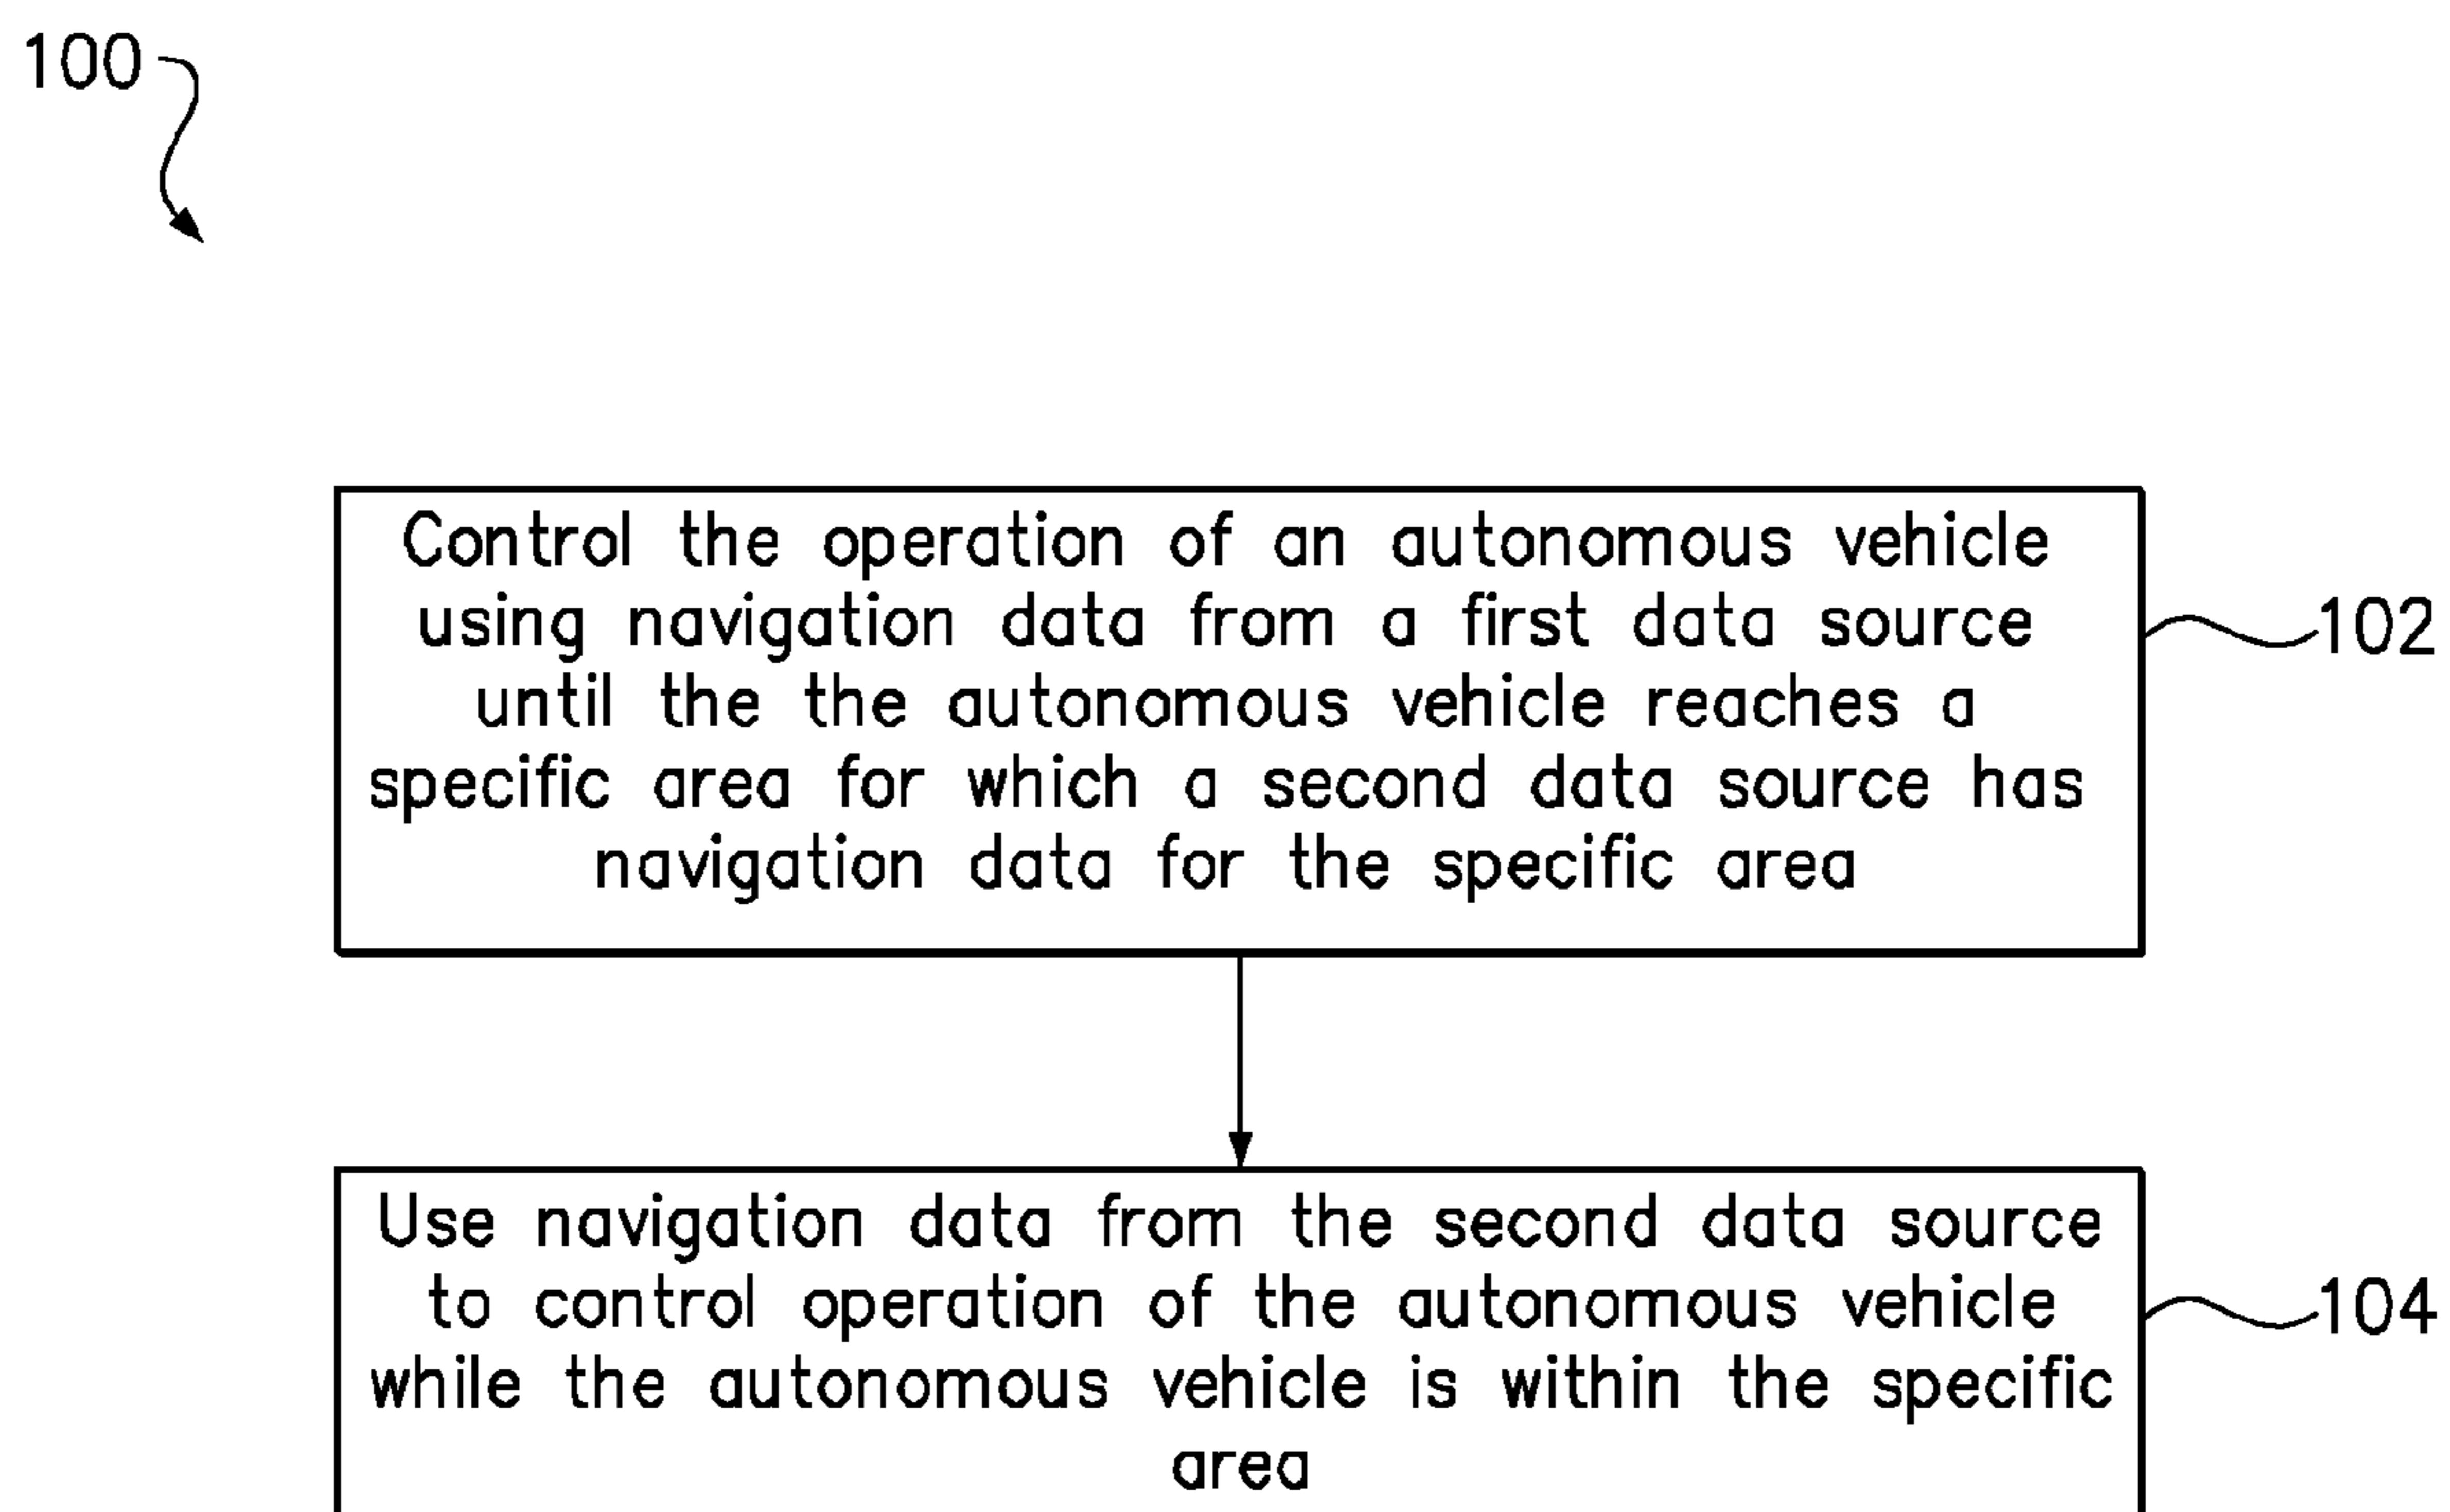 100
Control the operation of an autonomous vehicle
using navigation data from a first data source
until the the autonomous vehicle reaches a
specific area for which a second data source has
navigation data for the specific area
102
Use navigation data from the second data source
to control operation of the autonomous vehicle
while the autonomous vehicle is within the specific
area
104